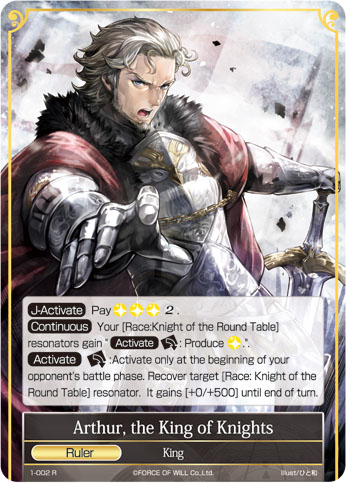 J-Activate Pay 2 .
Continuous Your [Race:Knight of the Round Table]
resonators gain " Activate : Produce .".
Activate :Activate only at the beginning of your
opponent's battle phase. Recover target [Race: Knight of the
Round Table] resonator. It gains [+0/+500] until end of turn.
Arthur, the King of Knights
Ruler King
1-002 R ©FORCE OF WILL Co.,Ltd. Illust/ひと和